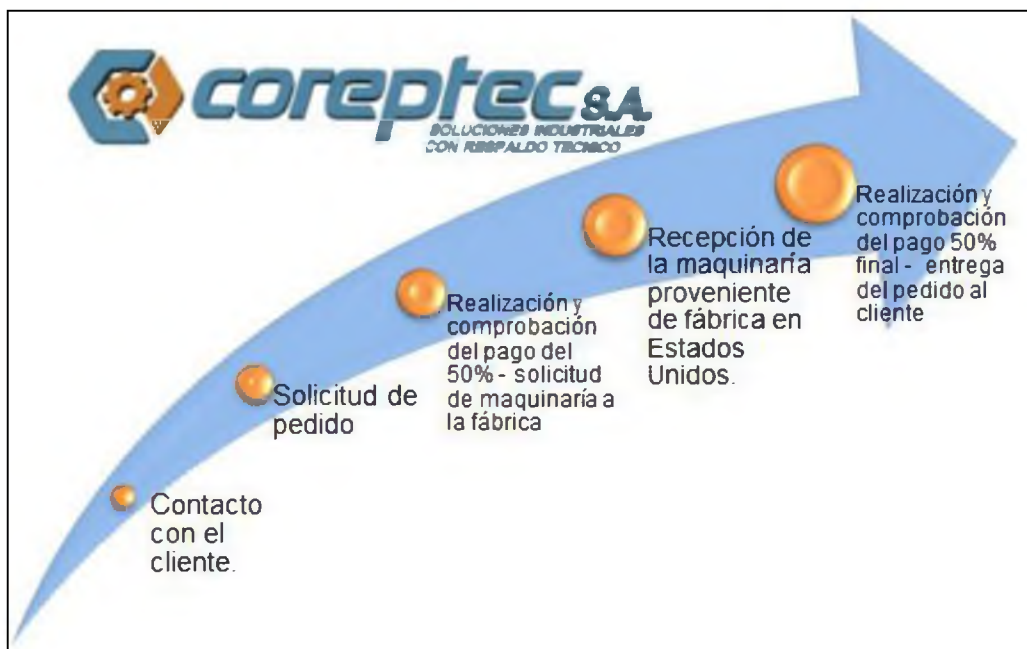 coreptec S.A.
SOLUCIONES INDUSTRIALES
CON RESPALDO TECNICO
Contacto
con el
cliente.
Solicitud de
pedido
Realización y
comprobación
del pago del
50% - solicitud
de maquinaría a
la fábrica
Recepción de
la maquinaría
proveniente
de fábrica en
Estados
Unidos.
Realización y
comprobación
del pago 50%
final - entrega
del pedido al
cliente